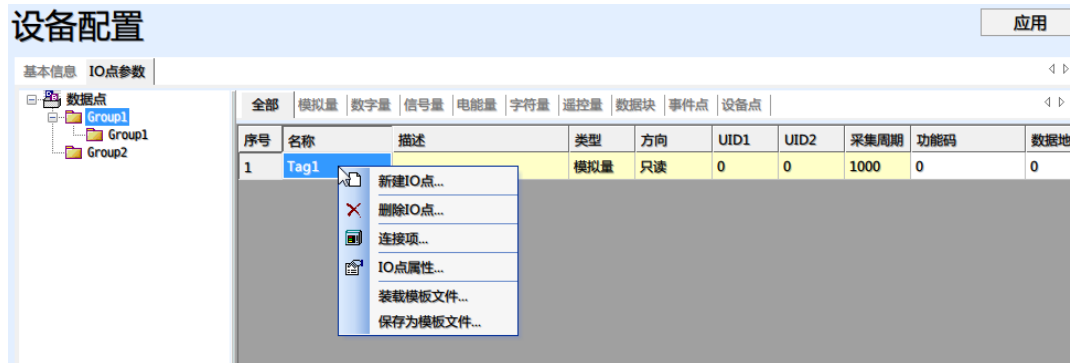 设备配置
应用
基本信息 IO点参数
数据点
Group1
Group1
Group2
全部 模拟量 数字量 信号量 电能量 字符量 遥控量 数据块 事件点 设备点
序号 名称 描述 类型 方向 UID1 UID2 采集周期 功能码 数据地
1 Tag1 模拟量 只读 0 0 1000 0 0
新建IO点...
删除IO点...
连接项...
IO点属性...
装载模板文件...
保存为模板文件...